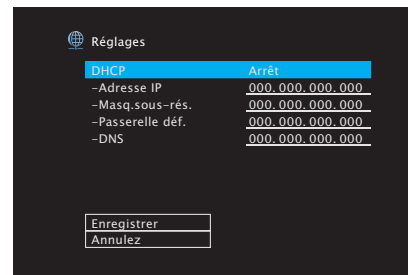 Réglages
DHCP Arrêt
–Adresse IP 000. 000. 000. 000
–Masq.sous–rés. 000. 000. 000. 000
–Passerelle déf. 000. 000. 000. 000
–DNS 000. 000. 000. 000
Enregistrer
Annulez